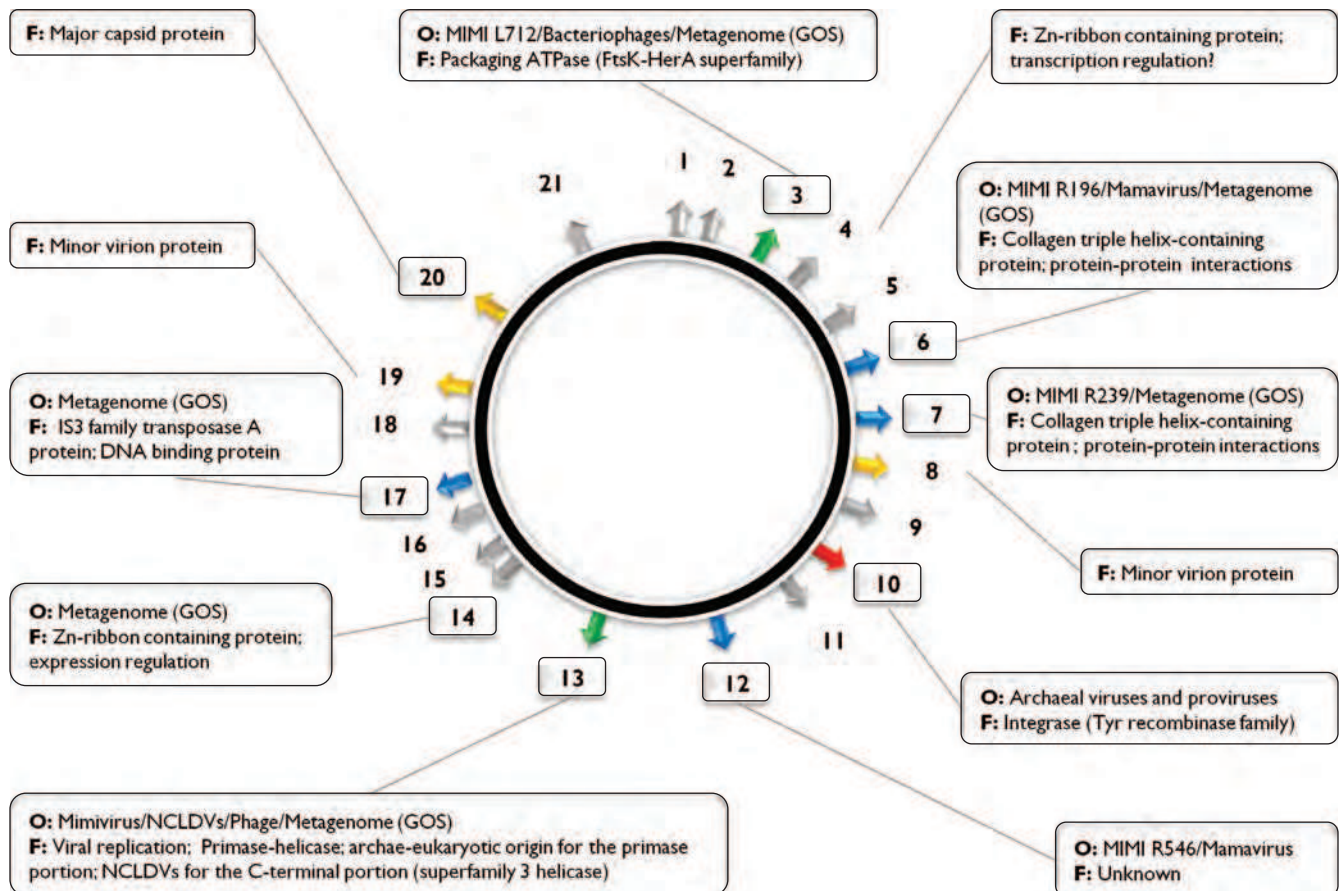 F: Major capsid protein
O: MIMI L712/Bacteriophages/Metagenome (GOS)
F: Packaging ATPase (FtsK-HerA superfamily)
F: Zn-ribbon containing protein;
transcription regulation?
O: MIMI R196/Mamavirus/Metagenome
(GOS)
F: Collagen triple helix-containing
protein; protein-protein interactions
F: Minor virion protein
O: Metagenome (GOS)
F: IS3 family transposase A
protein; DNA binding protein
O: MIMI R239/Metagenome (GOS)
F: Collagen triple helix-containing
protein ; protein-protein interactions
F: Minor virion protein
O: Metagenome (GOS)
F: Zn-ribbon containing protein;
expression regulation
O: Archaeal viruses and proviruses
F: Integrase (Tyr recombinase family)
O: Mimivirus/NCLDVs/Phage/Metagenome (GOS)
F: Viral replication; Primase-helicase; archae-eukaryotic origin for the primase
portion; NCLDVs for the C-terminal portion (superfamily 3 helicase)
O: MIMI R546/Mamavirus
F: Unknown
1
2
3
4
5
6
7
8
9
10
11
12
13
14
15
16
17
18
19
20
21